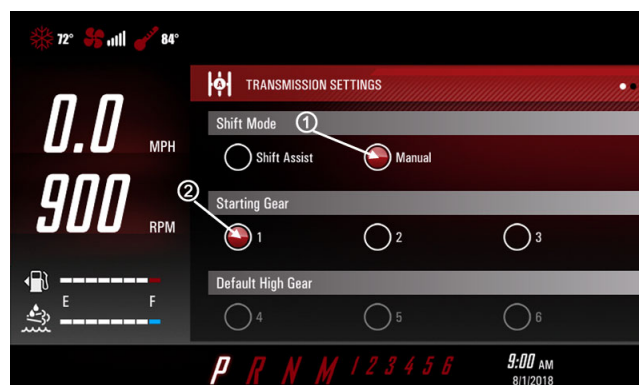 72° 84°
TRANSMISSION SETTINGS
Shift Mode 1
Shift Assist Manual
0.0 MPH
2
Starting Gear
900 RPM
1 2 3
Default High Gear
E F
4 5 6
P R N M 1 2 3 4 5 6
9:00 AM
8/1/2018